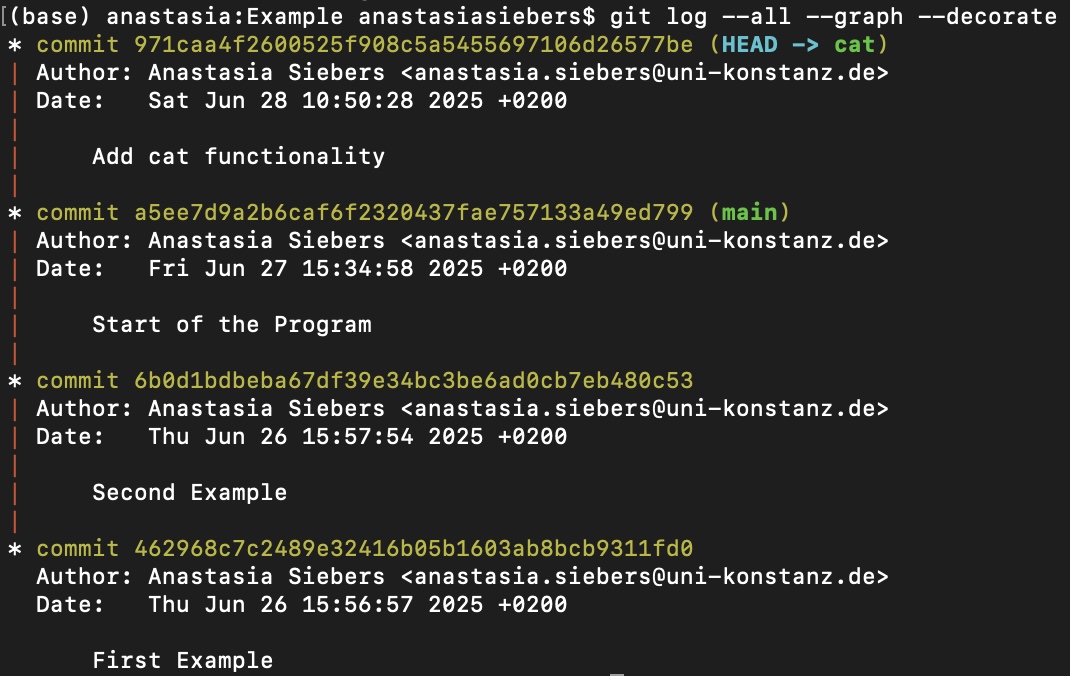 [(base) anastasia:Example anastasiasiebers$ git log --all --graph --decorate
* commit 971caa4f2600525f908c5a5455697106d26577be (HEAD -> cat)
| Author: Anastasia Siebers <anastasia.siebers@uni-konstanz.de>
| Date:   Sat Jun 28 10:50:28 2025 +0200
|
|     Add cat functionality
|
* commit a5ee7d9a2b6caf6f2320437fae757133a49ed799 (main)
| Author: Anastasia Siebers <anastasia.siebers@uni-konstanz.de>
| Date:   Fri Jun 27 15:34:58 2025 +0200
|
|     Start of the Program
|
* commit 6b0d1bdbeba67df39e34bc3be6ad0cb7eb480c53
| Author: Anastasia Siebers <anastasia.siebers@uni-konstanz.de>
| Date:   Thu Jun 26 15:57:54 2025 +0200
|
|     Second Example
|
* commit 462968c7c2489e32416b05b1603ab8bcb9311fd0
  Author: Anastasia Siebers <anastasia.siebers@uni-konstanz.de>
  Date:   Thu Jun 26 15:56:57 2025 +0200

      First Example